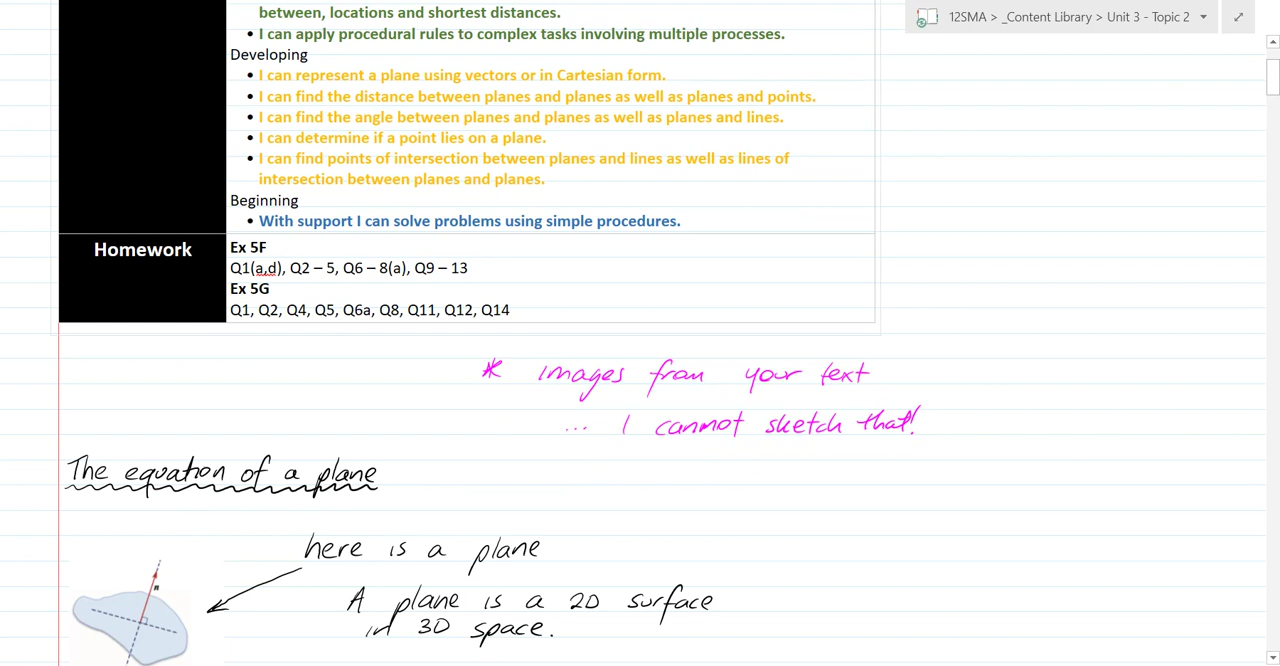 between, locations and shortest distances.
12SMA > _Content Library > Unit 3 - Topic 2
• I can apply procedural rules to complex tasks involving multiple processes.
Developing
• I can represent a plane using vectors or in Cartesian form.
• I can find the distance between planes and planes as well as planes and points.
• I can find the angle between planes and planes as well as planes and lines.
• I can determine if a point lies on a plane.
• I can find points of intersection between planes and lines as well as lines of
intersection between planes and planes.
Beginning
• With support I can solve problems using simple procedures.
Homework
Ex 5F
Q1(a,d), Q2 – 5, Q6 – 8(a), Q9 – 13
Ex 5G
Q1, Q2, Q4, Q5, Q6a, Q8, Q11, Q12, Q14
* images from your text
... I cannot sketch that!
The equation of a plane
here is a plane
n
A plane is a 2D surface
in 3D space.